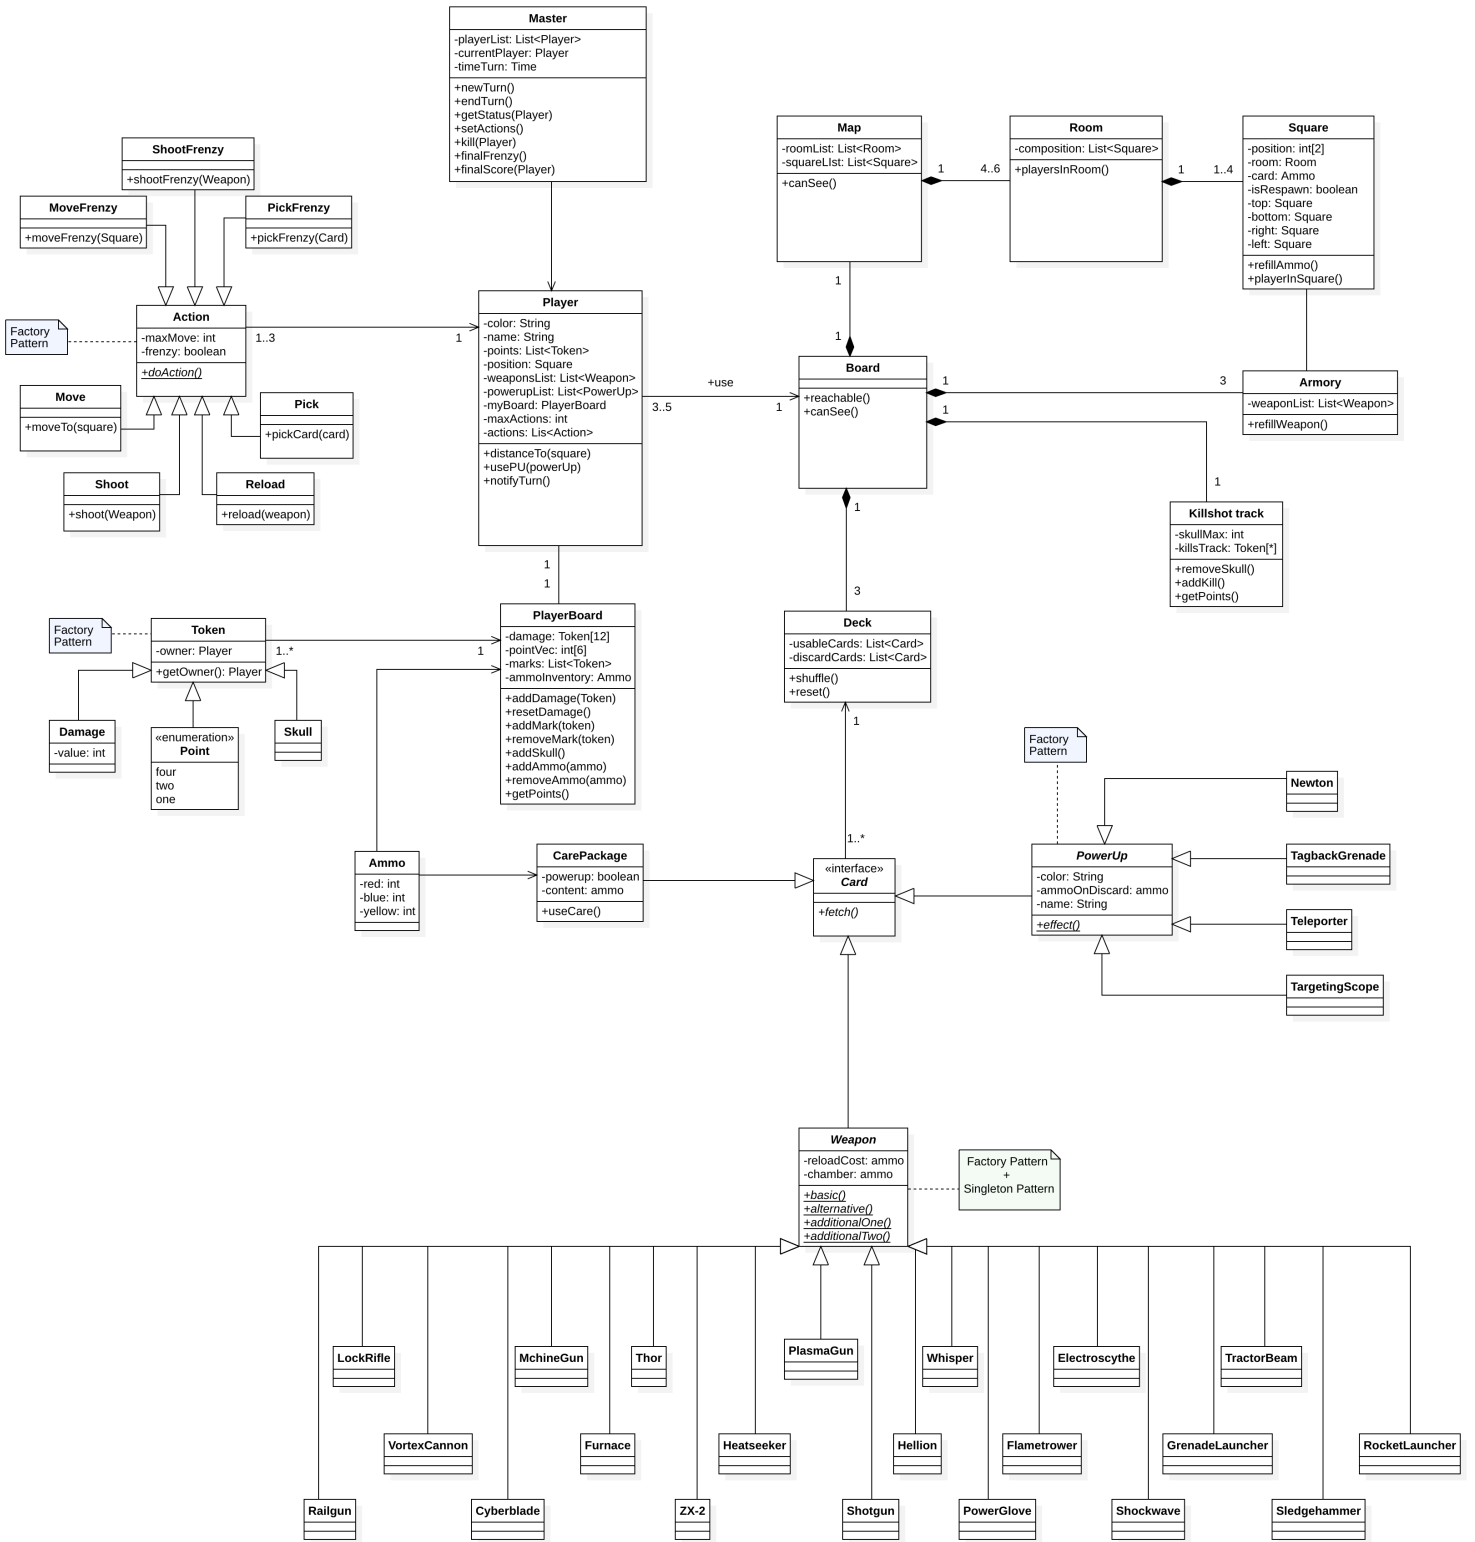 Master
-playerList: List<Player>
-currentPlayer: Player
-timeTurn: Time
+newTurn()
+endTurn()
+getStatus(Player)
+setActions()
+kill(Player)
+finalFrenzy()
+finalScore(Player)
ShootFrenzy
+shootFrenzy(Weapon)
MoveFrenzy
+moveFrenzy(Square)
PickFrenzy
+pickFrenzy(Card)
Action
-maxMove: int
-frenzy: boolean
+doAction()
Factory
Pattern
1..3
1
Move
+moveTo(square)
Pick
+pickCard(card)
Shoot
+shoot(Weapon)
Reload
+reload(weapon)
Player
-color: String
-name: String
-points: List<Token>
-position: Square
-weaponsList: List<Weapon>
-powerupList: List<PowerUp>
-myBoard: PlayerBoard
-maxActions: int
-actions: Lis<Action>
+distanceTo(square)
+usePU(powerUp)
+notifyTurn()
+use
3..5
1
Map
-roomList: List<Room>
-squareLIst: List<Square>
+canSee()
1
4..6
Room
-composition: List<Square>
+playersInRoom()
1
1..4
Square
-position: int[2]
-room: Room
-card: Ammo
-isRespawn: boolean
-top: Square
-bottom: Square
-right: Square
-left: Square
+refillAmmo()
+playerInSquare()
1
1
Board
+reachable()
+canSee()
1
3
1
1
Armory
-weaponList: List<Weapon>
+refillWeapon()
Killshot track
-skullMax: int
-killsTrack: Token[*]
+removeSkull()
+addKill()
+getPoints()
1
3
1
1
Factory
Pattern
Token
-owner: Player
+getOwner(): Player
1..*
1
Damage
-value: int
«enumeration»
Point
four
two
one
Skull
PlayerBoard
-damage: Token[12]
-pointVec: int[6]
-marks: List<Token>
-ammoInventory: Ammo
+addDamage(Token)
+resetDamage()
+addMark(token)
+removeMark(token)
+addSkull()
+addAmmo(ammo)
+removeAmmo(ammo)
+getPoints()
Deck
-usableCards: List<Card>
-discardCards: List<Card>
+shuffle()
+reset()
1
1..*
Ammo
-red: int
-blue: int
-yellow: int
CarePackage
-powerup: boolean
-content: ammo
+useCare()
«interface»
Card
+fetch()
Factory
Pattern
PowerUp
-color: String
-ammoOnDiscard: ammo
-name: String
+effect()
Newton
TagbackGrenade
Teleporter
TargetingScope
Weapon
-reloadCost: ammo
-chamber: ammo
+basic()
+alternative()
+additionalOne()
+additionalTwo()
Factory Pattern
+
Singleton Pattern
LockRifle
MchineGun
Thor
PlasmaGun
Whisper
Electroscythe
TractorBeam
VortexCannon
Furnace
Heatseeker
Hellion
Flametrower
GrenadeLauncher
RocketLauncher
Railgun
Cyberblade
ZX-2
Shotgun
PowerGlove
Shockwave
Sledgehammer